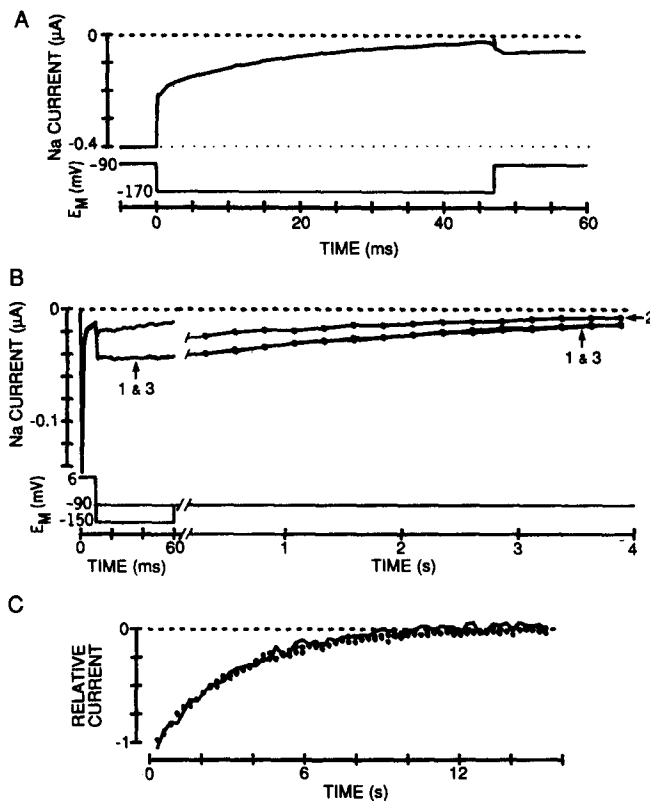 A
Na CURRENT (µA)
0
-0.4
EM (mV)
-90
-170
0 20 40 60
TIME (ms)
B
Na CURRENT (µA)
0
-0.1
2
1 & 3
1 & 3
EM (mV)
6
-90
-150
0 60 1 2 3 4
TIME (ms) TIME (s)
C
RELATIVE
CURRENT
0
-1
0 6 12
TIME (s)